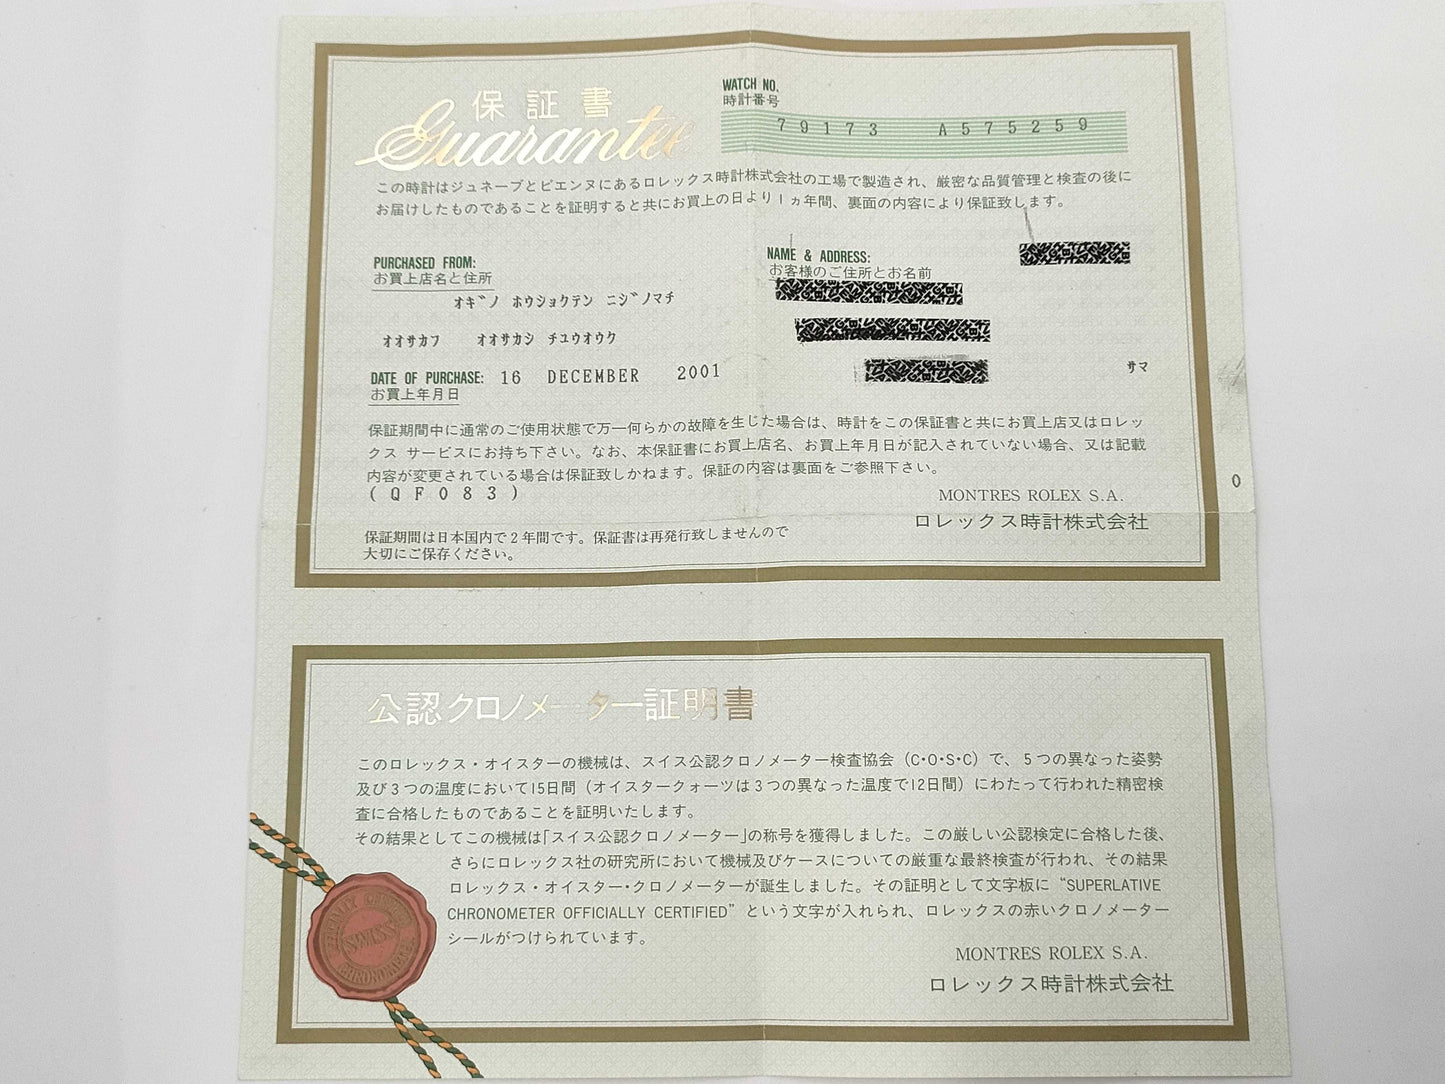 保証書
Guarantee
WATCH NO.
時計番号
79173 A575259
この時計はジュネーブとビエンヌにあるロレックス時計株式会社の工場で製造され、厳密な品質管理と検査の後に
お届けしたものであることを証明すると共にお買上の日より1ヵ年間、裏面の内容により保証致します。
PURCHASED FROM:
お買上店名と住所
オギノ ホウショクテン ニジノマチ
オオサカフ オオサカシ チユウオウク
DATE OF PURCHASE: 16 DECEMBER 2001
お買上年月日
NAME & ADDRESS:
お客様のご住所とお名前
サマ
保証期間中に通常のご使用状態で万一何らかの故障を生じた場合は、時計をこの保証書と共にお買上店又はロレッ
クス サービスにお持ち下さい。なお、本保証書にお買上店名、お買上年月日が記入されていない場合、又は記載
内容が変更されている場合は保証致しかねます。保証の内容は裏面をご参照下さい。
(QF083)
0
MONTRES ROLEX S.A.
ロレックス時計株式会社
保証期間は日本国内で2年間です。保証書は再発行致しませんので
大切にご保存ください。
公認クロノメーター証明書
このロレックス・オイスターの機械は、スイス公認クロノメーター検査協会(C・O・S・C)で、5つの異なった姿勢
及び3つの温度において15日間(オイスタークォーツは3つの異なった温度で12日間)にわたって行われた精密検
査に合格したものであることを証明いたします。
その結果としてこの機械は「スイス公認クロノメーター」の称号を獲得しました。この厳しい公認検定に合格した後、
さらにロレックス社の研究所において機械及びケースについての厳重な最終検査が行われ、その結果
ロレックス・オイスター・クロノメーターが誕生しました。その証明として文字板に“SUPERLATIVE
CHRONOMETER OFFICIALLY CERTIFIED”という文字が入れられ、ロレックスの赤いクロノメーター
シールがつけられています。
MONTRES ROLEX S.A.
ロレックス時計株式会社
SWISS
CHRONOMETER